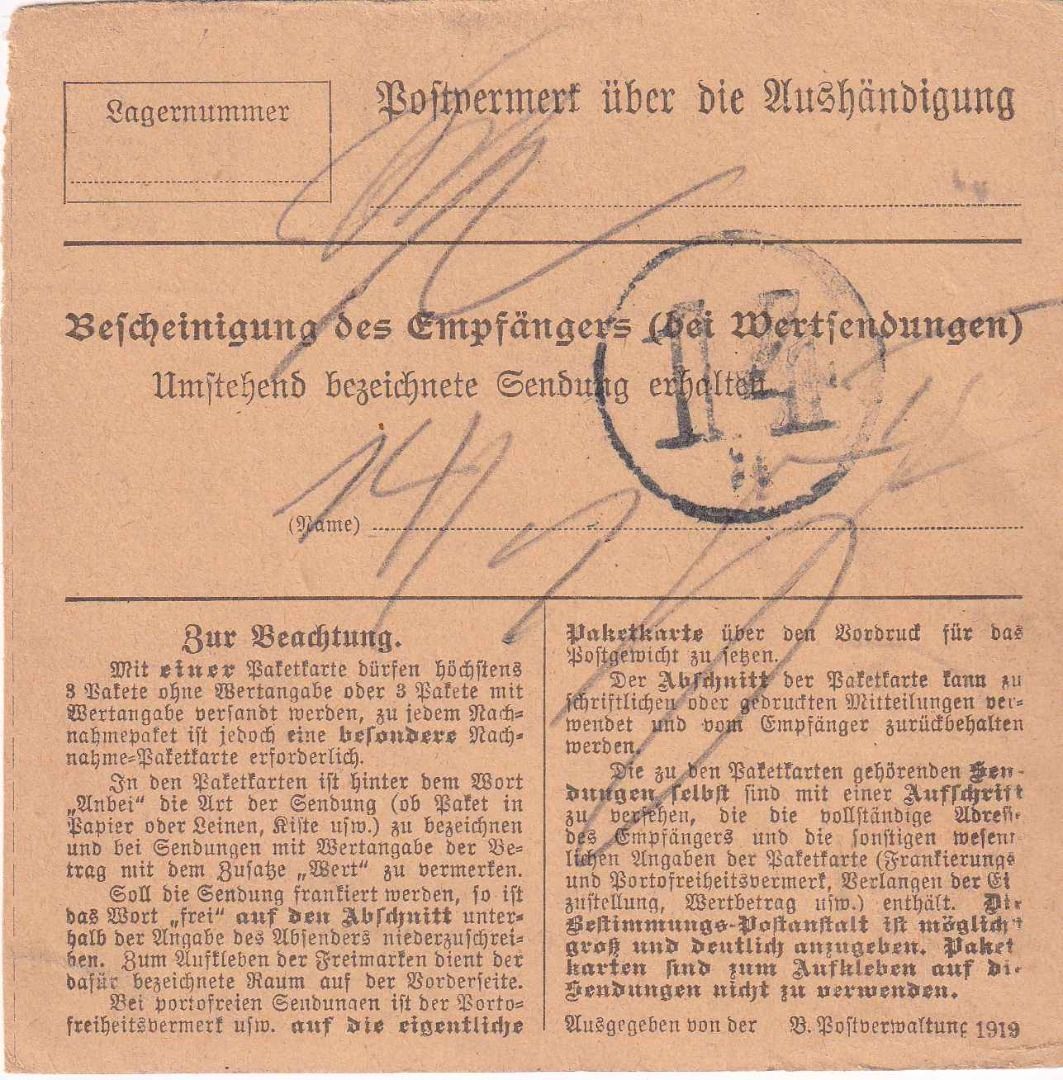 Lagernummer
Postvermerk über die Aushändigung
Bescheinigung des Empfängers (bei Wertsendungen)
Umstehend bezeichnete Sendung erhalten
14
14
(Name)
Zur Beachtung.
Mit einer Paketkarte dürfen höchstens
3 Pakete ohne Wertangabe oder 3 Pakete mit
Wertangabe versandt werden, zu jedem Nach-
nahmepaket ist jedoch eine besondere Nach-
nahme-Paketkarte erforderlich.
In den Paketkarten ist hinter dem Wort
„Anbei“ die Art der Sendung (ob Paket in
Papier oder Leinen, Kiste usw.) zu bezeichnen
und bei Sendungen mit Wertangabe der Be-
trag mit dem Zusatze „Wert“ zu vermerken.
Soll die Sendung frankiert werden, so ist
das Wort „frei“ auf den Abschnitt unter-
halb der Angabe des Absenders niederzuschrei-
ben. Zum Aufkleben der Freimarken dient der
dafür bezeichnete Raum auf der Vorderseite.
Bei portofreien Sendungen ist der Porto-
freiheitsvermerk usw. auf die eigentliche
Paketkarte über den Vordruck für das
Postgewicht zu setzen.
Der Abschnitt der Paketkarte kann zu
schriftlichen oder gedruckten Mitteilungen ver-
wendet und vom Empfänger zurückbehalten
werden.
Die zu den Paketkarten gehörenden Sen-
dungen selbst sind mit einer Aufschrift
zu versehen, die die vollständige Adres-
des Empfängers und die sonstigen wesent-
lichen Angaben der Paketkarte (Frankierungs
und Portofreiheitsvermerk, Verlangen der Ei
zustellung, Wertbetrag usw.) enthält. Die
Bestimmungs-Postanstalt ist möglichst
groß und deutlich anzugeben. Paket
karten sind zum Aufkleben auf die
Sendungen nicht zu verwenden.
Ausgegeben von der B. Postverwaltung 1919